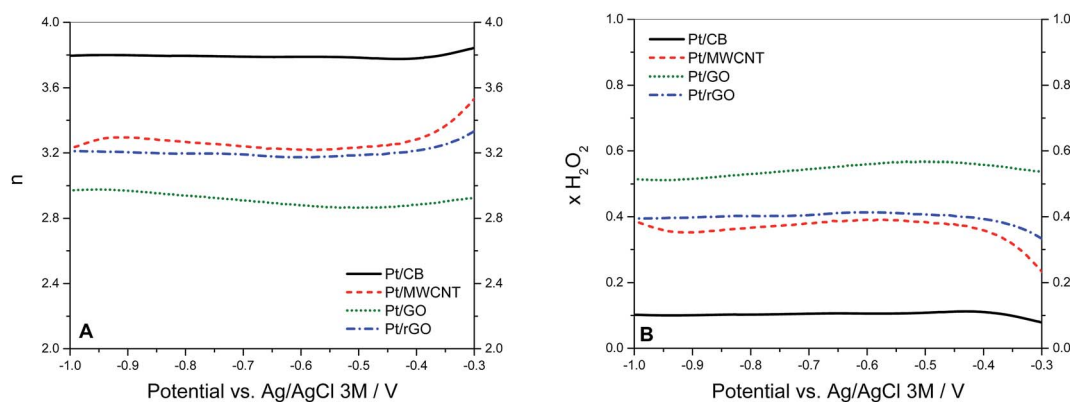 4.0
3.6
3.2
2.8
2.4
2.0
n
4.0
3.6
3.2
2.8
2.4
2.0
Pt/CB
Pt/MWCNT
Pt/GO
Pt/rGO
A
-1.0 -0.9 -0.8 -0.7 -0.6 -0.5 -0.4 -0.3
Potential vs. Ag/AgCl 3M / V
1.0
0.8
0.6
0.4
0.2
0.0
x H₂O₂
1.0
0.8
0.6
0.4
0.2
0.0
Pt/CB
Pt/MWCNT
Pt/GO
Pt/rGO
B
-1.0 -0.9 -0.8 -0.7 -0.6 -0.5 -0.4 -0.3
Potential vs. Ag/AgCl 3M / V